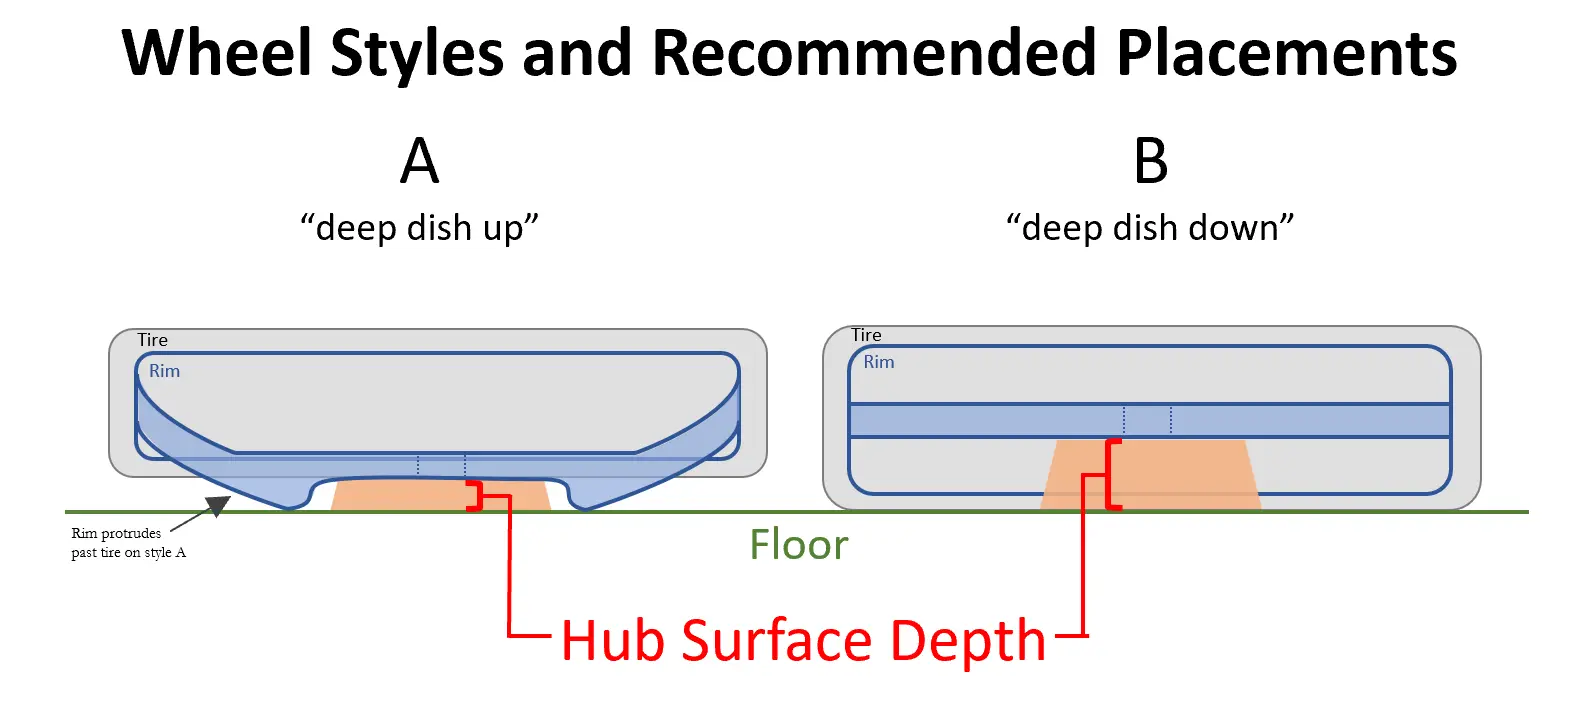 Wheel Styles and Recommended Placements
A
B
“deep dish up”
“deep dish down”
Tire
Rim
Tire
Rim
Rim protrudes
past tire on style A
Floor
Hub Surface Depth